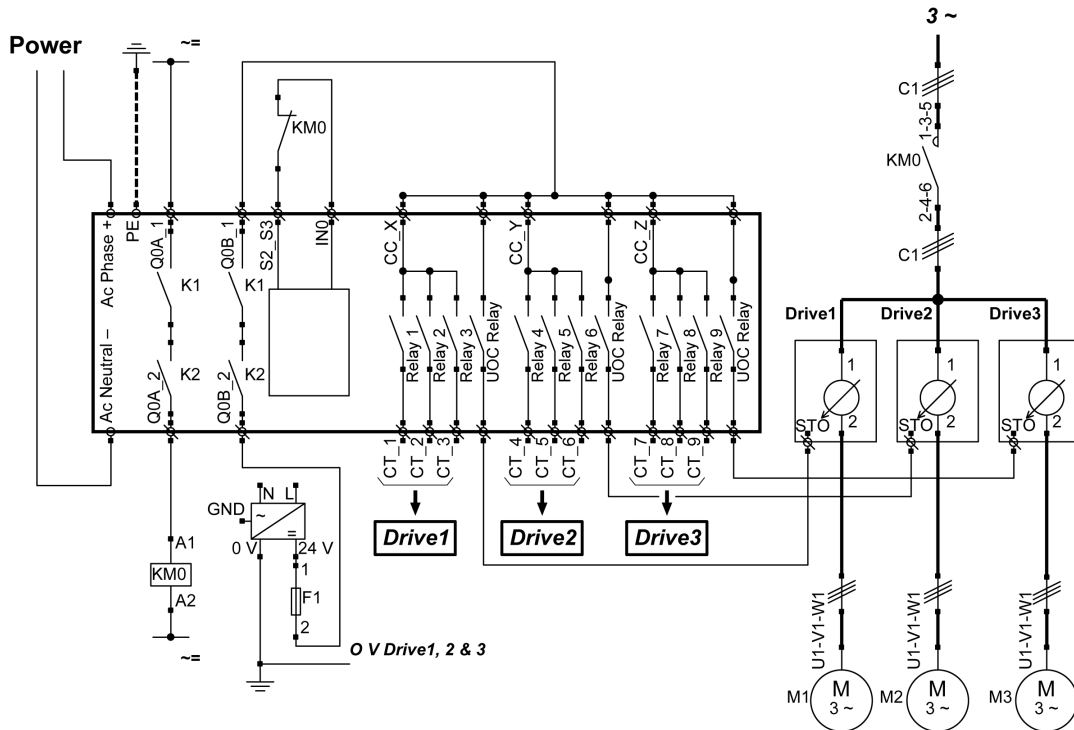 3 ~
Power
~=
C1
1-3-5
KM0
KM0
2-4-6
C1
Ac Phase +
PE
Q0A_1
Q0B_1
S2_S3
IN0
CC_X
CC_Y
CC_Z
K1
K1
Drive1
Drive2
Drive3
Relay 1
Relay 2
Relay 3
UOC Relay
Relay 4
Relay 5
Relay 6
UOC Relay
Relay 7
Relay 8
Relay 9
UOC Relay
Ac Neutral –
Q0A_2
K2
Q0B_2
K2
1
1
1
STO
2
STO
2
STO
2
CT_1
CT_2
CT_3
CT_4
CT_5
CT_6
CT_7
CT_8
CT_9
N L
GND
~
=
0 V
24 V
Drive1
Drive2
Drive3
A1
KM0
A2
1
F1
2
~=
O V Drive1, 2 & 3
U1-V1-W1
U1-V1-W1
U1-V1-W1
M1
M
3 ~
M2
M
3 ~
M3
M
3 ~